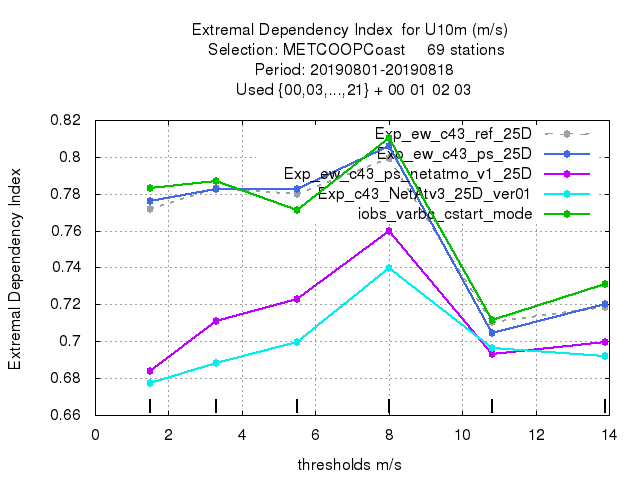 Extremal Dependency Index  for U10m (m/s)
Selection: METCOOPCoast     69 stations
Period: 20190801-20190818
Used {00,03,...,21} + 00 01 02 03
0.82
0.8
0.78
0.76
0.74
0.72
0.7
0.68
0.66
Extremal Dependency Index
Exp_ew_c43_ref_25D
Exp_ew_c43_ps_25D
Exp_ew_c43_ps_netatmo_v1_25D
Exp_c43_NetAtv3_25D_ver01
iobs_varbc_cstart_mode
0 2 4 6 8 10 12 14
thresholds m/s